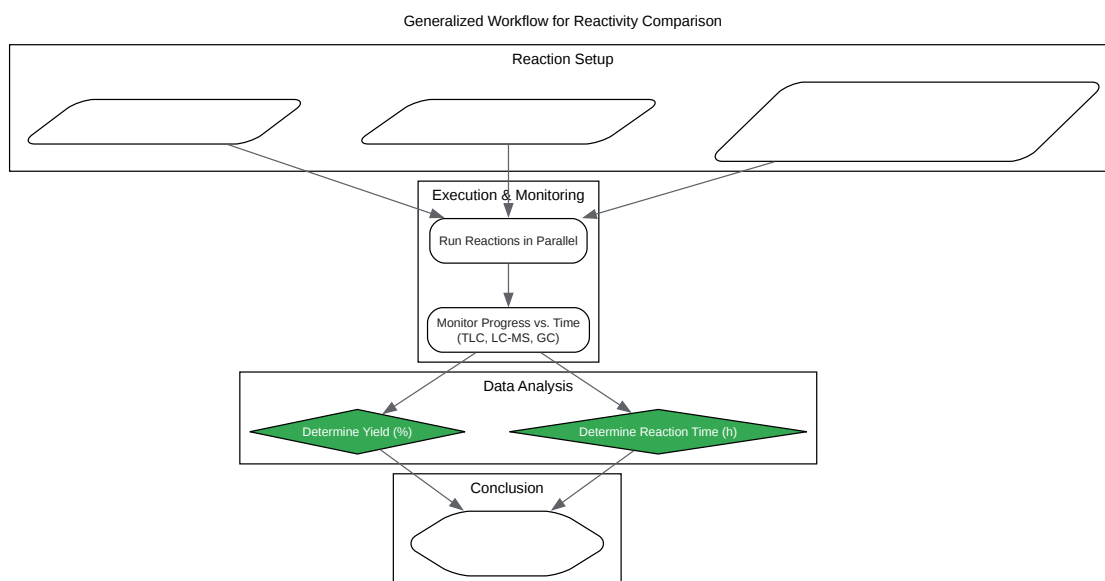 Generalized Workflow for Reactivity Comparison
Reaction Setup
Execution & Monitoring
Run Reactions in Parallel
Monitor Progress vs. Time
(TLC, LC-MS, GC)
Data Analysis
Determine Yield (%)
Determine Reaction Time (h)
Conclusion